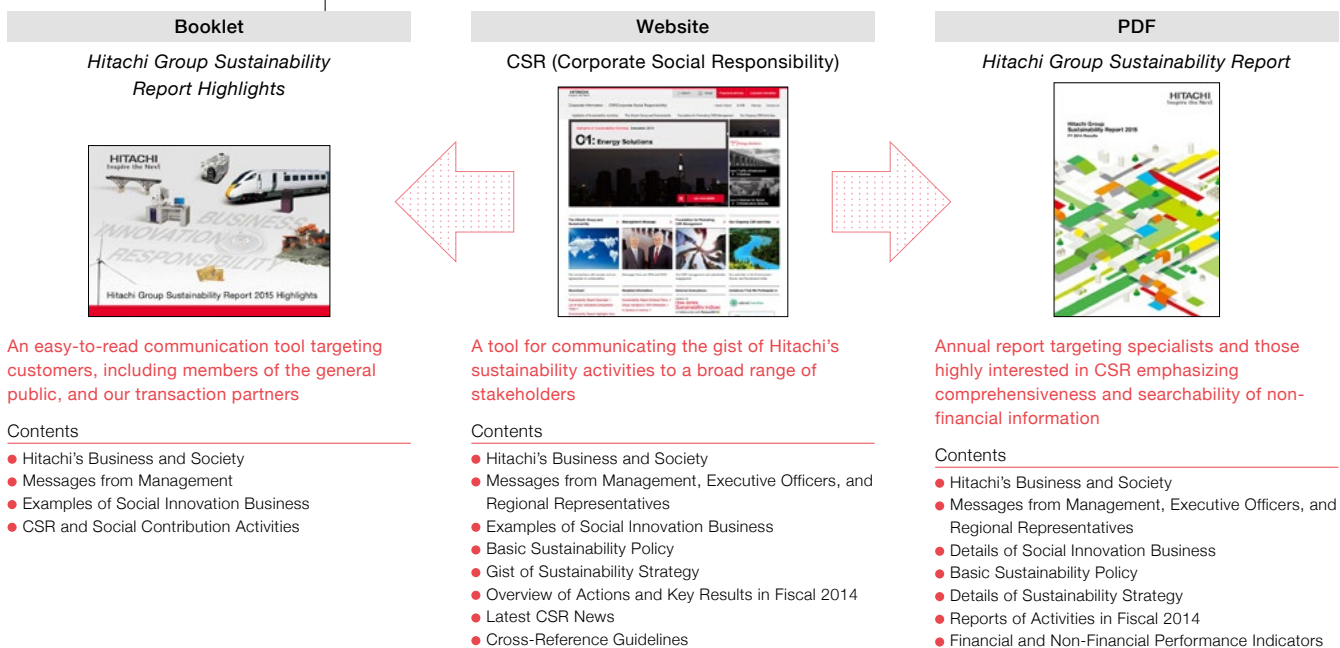 Booklet
Hitachi Group Sustainability
Report Highlights
HITACHI
Inspire the Next
BUSINESS
INNOVATION
RESPONSIBILITY
Hitachi Group Sustainability Report 2015 Highlights
An easy-to-read communication tool targeting
customers, including members of the general
public, and our transaction partners
Contents
● Hitachi's Business and Society
● Messages from Management
● Examples of Social Innovation Business
● CSR and Social Contribution Activities
Website
CSR (Corporate Social Responsibility)
HITACHI
01: Energy Solutions
A tool for communicating the gist of Hitachi's
sustainability activities to a broad range of
stakeholders
Contents
● Hitachi's Business and Society
● Messages from Management, Executive Officers, and
Regional Representatives
● Examples of Social Innovation Business
● Basic Sustainability Policy
● Gist of Sustainability Strategy
● Overview of Actions and Key Results in Fiscal 2014
● Latest CSR News
● Cross-Reference Guidelines
PDF
Hitachi Group Sustainability Report
HITACHI
Inspire the Next
Hitachi Group
Sustainability Report 2015
FY 2014 Results
Annual report targeting specialists and those
highly interested in CSR emphasizing
comprehensiveness and searchability of non-
financial information
Contents
● Hitachi's Business and Society
● Messages from Management, Executive Officers, and
Regional Representatives
● Details of Social Innovation Business
● Basic Sustainability Policy
● Details of Sustainability Strategy
● Reports of Activities in Fiscal 2014
● Financial and Non-Financial Performance Indicators